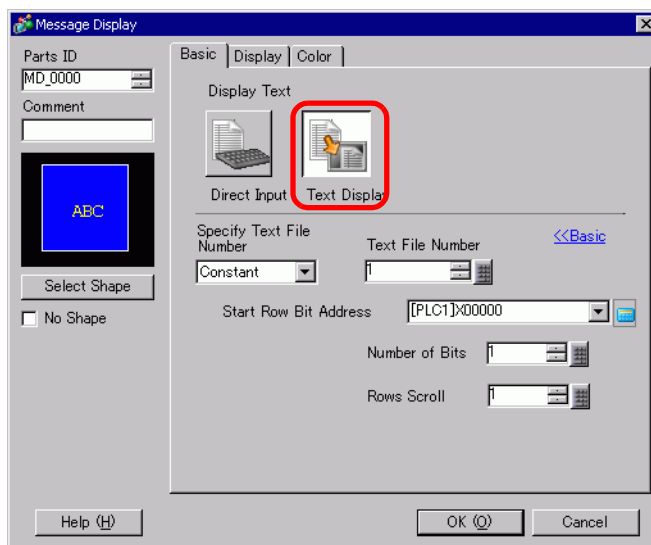 Message Display
Parts ID
MD_0000
Comment
ABC
Select Shape
No Shape
Basic Display Color
Display Text
Direct Input Text Display
Specify Text File
Number
Text File Number
<<Basic
Constant
1
Start Row Bit Address
[PLC1]X00000
Number of Bits
1
Rows Scroll
1
Help (H)
OK (O)
Cancel